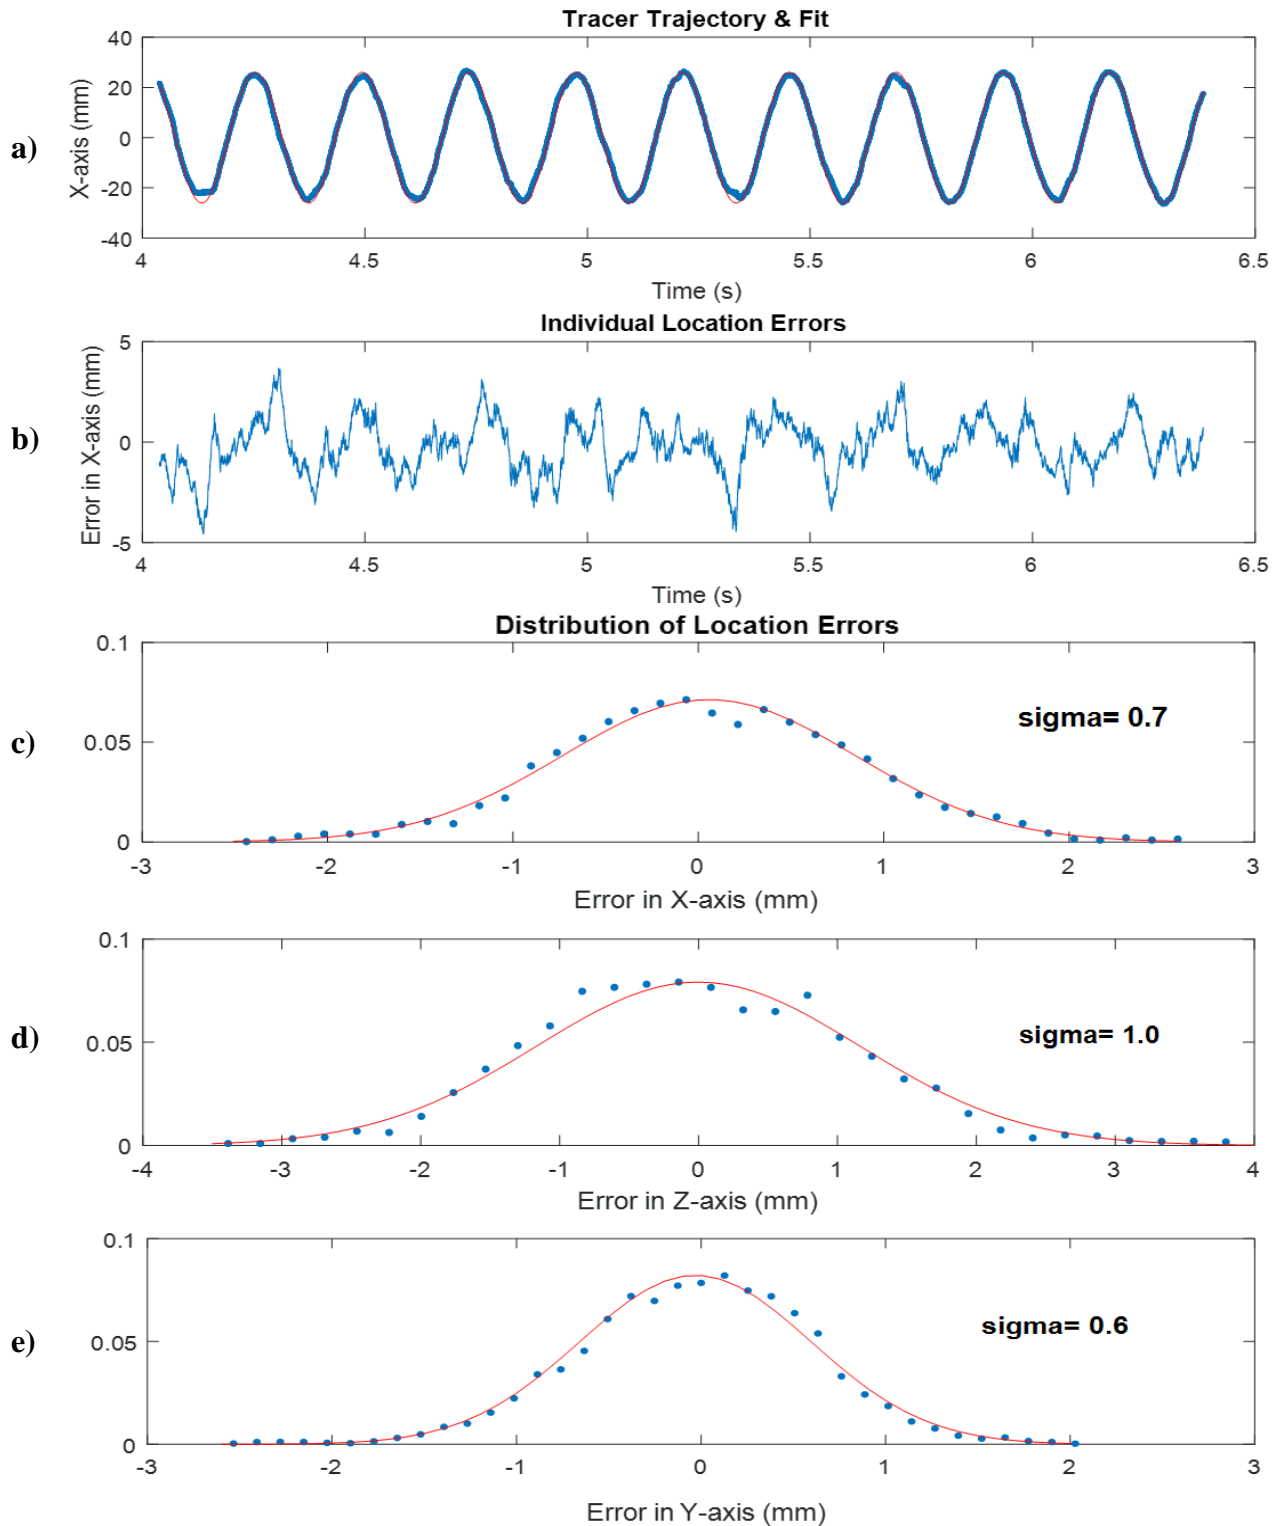 Tracer Trajectory & Fit
a)
X-axis (mm)
40
20
0
-20
-40
4
4.5
5
5.5
6
6.5
Time (s)
Individual Location Errors
b)
Error in X-axis (mm)
5
0
-5
4
4.5
5
5.5
6
6.5
Time (s)
Distribution of Location Errors
c)
0.1
0.05
0
sigma= 0.7
-3
-2
-1
0
1
2
3
Error in X-axis (mm)
d)
0.1
0.05
0
sigma= 1.0
-4
-3
-2
-1
0
1
2
3
4
Error in Z-axis (mm)
e)
0.1
0.05
0
sigma= 0.6
-3
-2
-1
0
1
2
3
Error in Y-axis (mm)